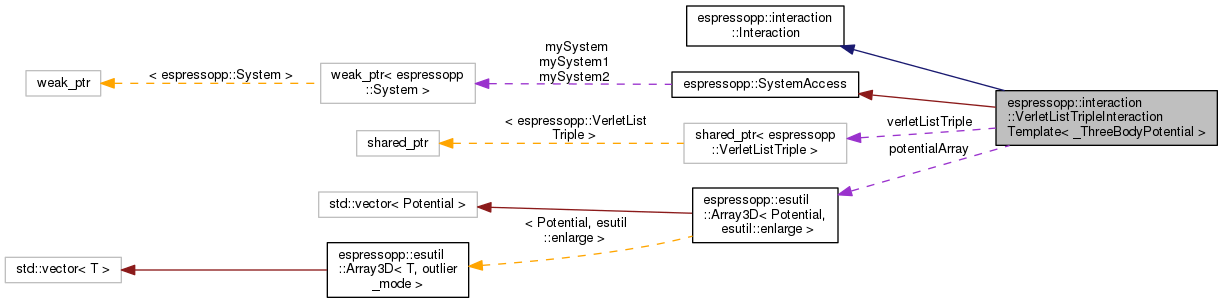 espressopp::interaction
::Interaction
mySystem
mySystem1
mySystem2
weak_ptr
< espressopp::System >
weak_ptr< espressopp
::System >
espressopp::SystemAccess
espressopp::interaction
::VerletListTripleInteraction
Template< _ThreeBodyPotential >
< espressopp::VerletList
Triple >
verletListTriple
shared_ptr
shared_ptr< espressopp
::VerletListTriple >
potentialArray
std::vector< Potential >
espressopp::esutil
::Array3D< Potential,
esutil::enlarge >
< Potential, esutil
::enlarge >
espressopp::esutil
::Array3D< T, outlier
_mode >
std::vector< T >